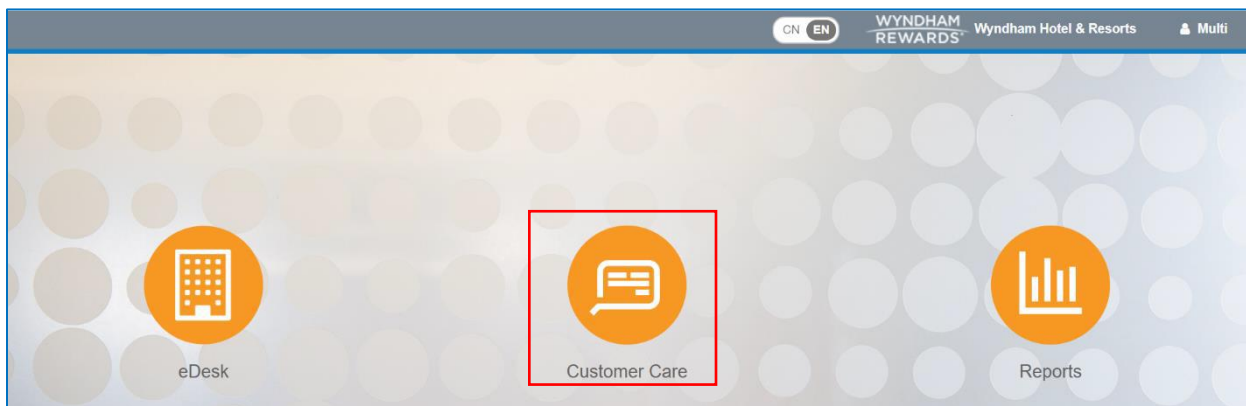 CN EN
WYNDHAM
REWARDS®
Wyndham Hotel & Resorts
Multi
eDesk
Customer Care
Reports